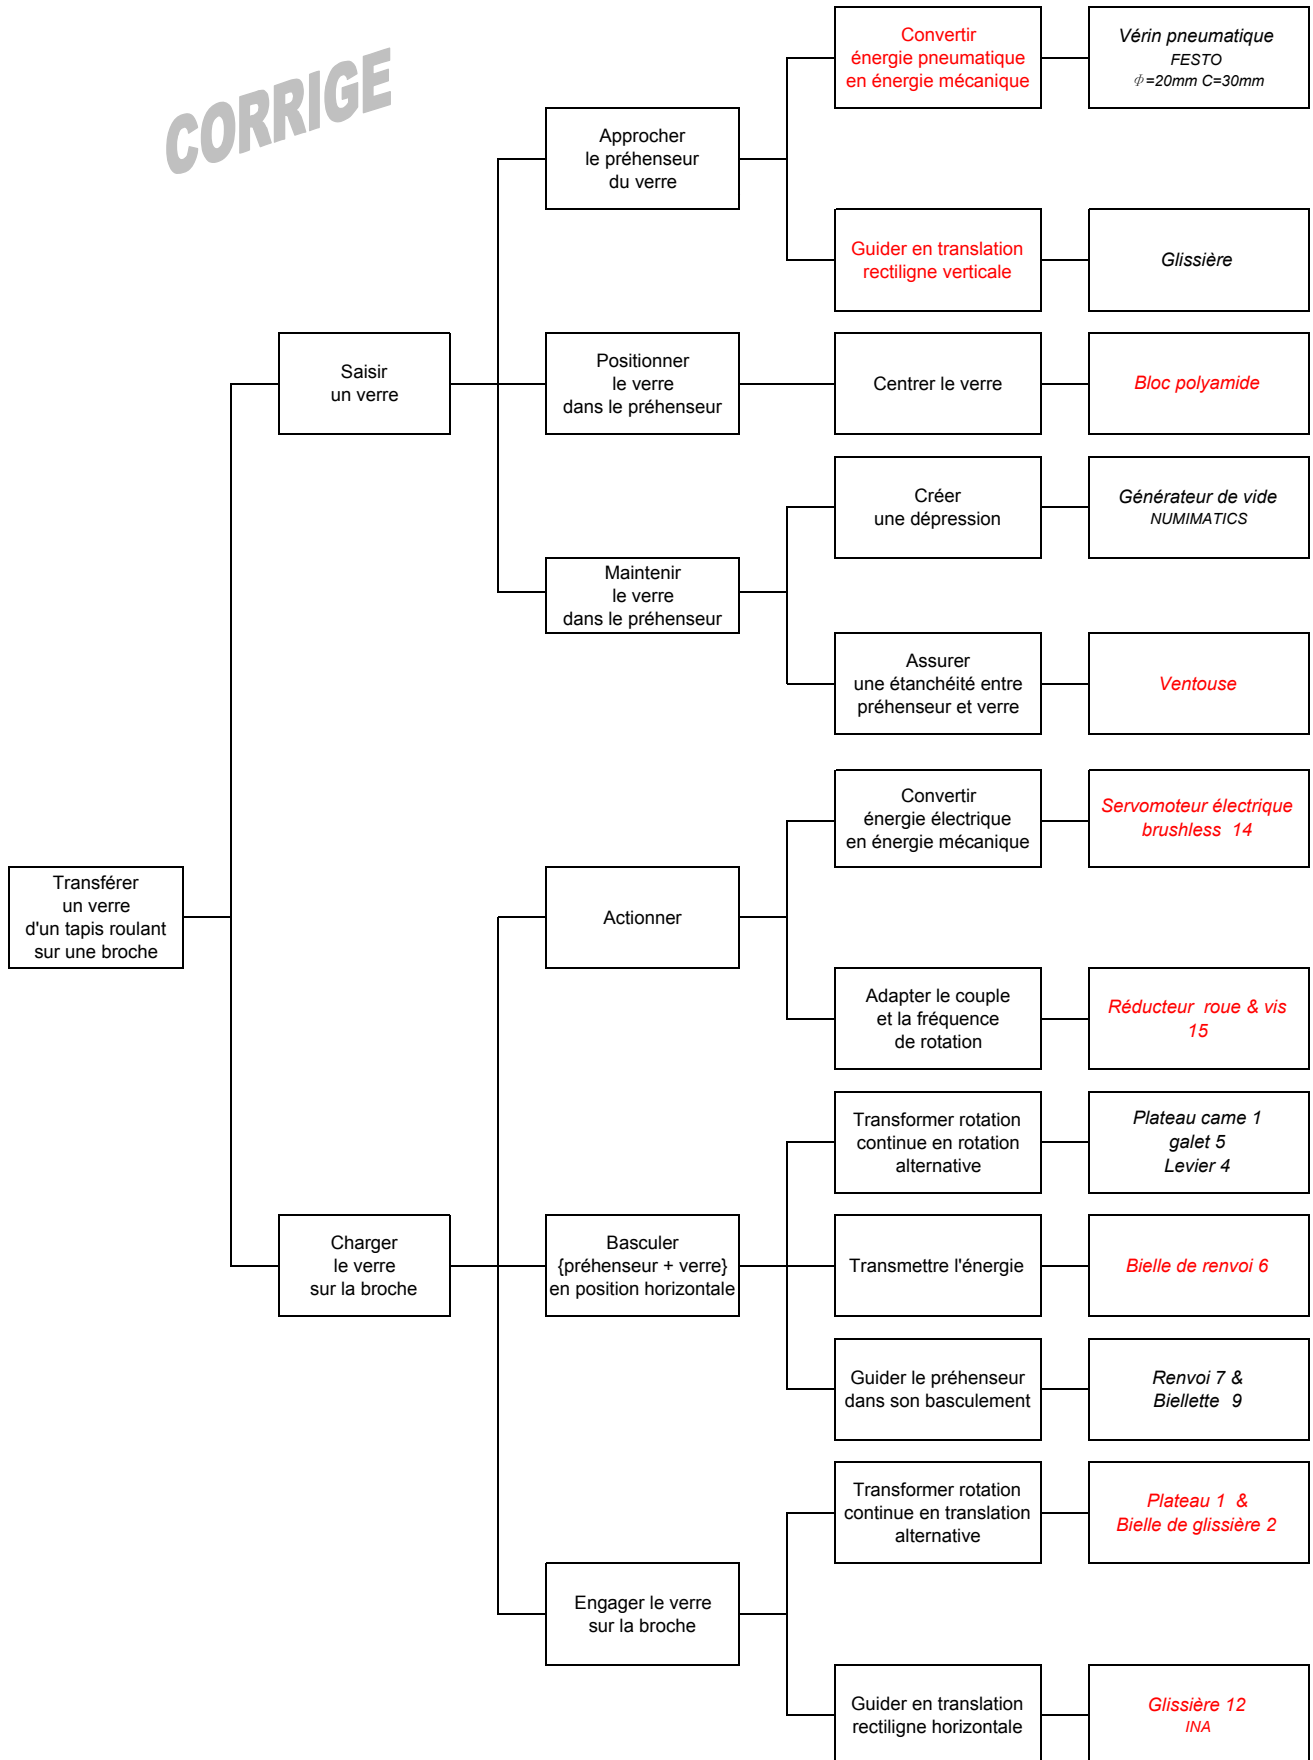 CORRIGE
Convertir
énergie pneumatique
en énergie mécanique
Vérin pneumatique
FESTO
Φ=20mm C=30mm
Approcher
le préhenseur
du verre
Guider en translation
rectiligne verticale
Glissière
Saisir
un verre
Positionner
le verre
dans le préhenseur
Centrer le verre
Bloc polyamide
Créer
une dépression
Générateur de vide
NUMIMATICS
Maintenir
le verre
dans le préhenseur
Assurer
une étanchéité entre
préhenseur et verre
Ventouse
Convertir
énergie électrique
en énergie mécanique
Servomoteur électrique
brushless 14
Transférer
un verre
d'un tapis roulant
sur une broche
Actionner
Adapter le couple
et la fréquence
de rotation
Réducteur roue & vis
15
Transformer rotation
continue en rotation
alternative
Plateau came 1
galet 5
Levier 4
Charger
le verre
sur la broche
Basculer
{préhenseur + verre}
en position horizontale
Transmettre l'énergie
Bielle de renvoi 6
Guider le préhenseur
dans son basculement
Renvoi 7 &
Biellette 9
Transformer rotation
continue en translation
alternative
Plateau 1 &
Bielle de glissière 2
Engager le verre
sur la broche
Guider en translation
rectiligne horizontale
Glissière 12
INA